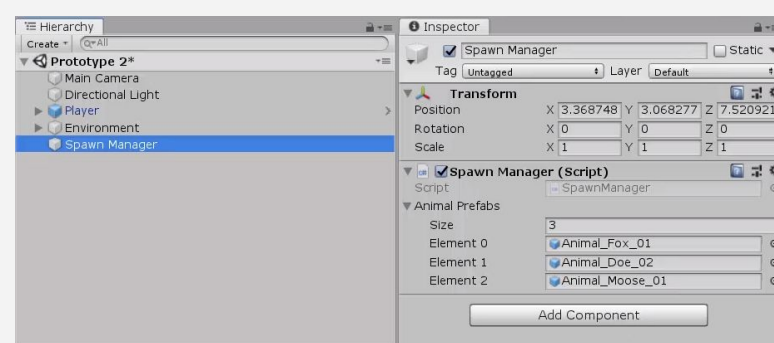 Hierarchy
Create
All
Prototype 2*
Main Camera
Directional Light
Player
Environment
Spawn Manager
Inspector
Spawn Manager Static
Tag Untagged Layer Default
Transform
Position X 3.368748 Y 3.068277 Z 7.520921
Rotation X 0 Y 0 Z 0
Scale X 1 Y 1 Z 1
Spawn Manager (Script)
Script SpawnManager
Animal Prefabs
Size 3
Element 0 Animal_Fox_01
Element 1 Animal_Doe_02
Element 2 Animal_Moose_01
Add Component